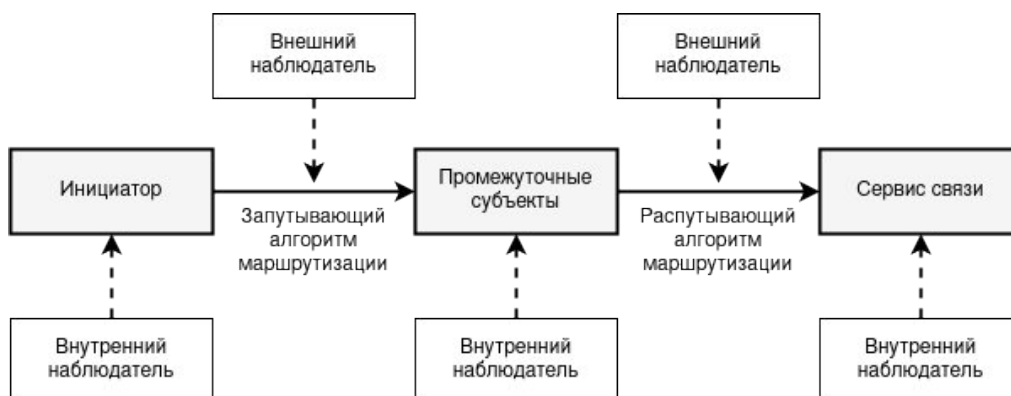 Внешний
наблюдатель
Внешний
наблюдатель
Инициатор
Запутывающий
алгоритм
маршрутизации
Промежуточные
субъекты
Распутывающий
алгоритм
маршрутизации
Сервис связи
Внутренний
наблюдатель
Внутренний
наблюдатель
Внутренний
наблюдатель